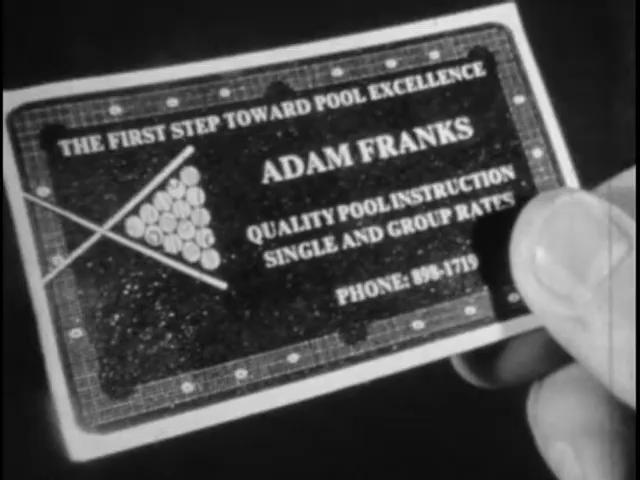 THE FIRST STEP TOWARD POOL EXCELLENCE
ADAM FRANKS
QUALITY POOL INSTRUCTION
SINGLE AND GROUP RATES
PHONE: 898-1719